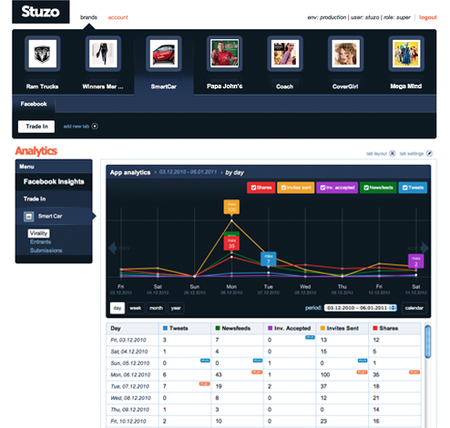 Stuzo
brands account
env: production | user: stuzo | role: super | logout
Ram Trucks Winners Mer ... SmartCar Papa John's Coach CoverGirl Mega Mind
Facebook
Trade In add new tab
Analytics
tab layout tab settings
Menu
Facebook Insights
Trade In
Smart Car
Virality
Entrants
Submissions
App analytics 03.12.2010 - 06.01.2011 by day
Shares Invites sent Inv. accepted Newsfeeds Tweets
max
100
max
35
Fri Sat Sun Mon Tue Wed Thu Fri Sat
day week month year
period: 03.12.2010 - 06.01.2011 calendar
Day Tweets Newsfeeds Inv. Accepted Invites Sent Shares
Fri, 03.12.2010 3 7 0 13 12
Sat, 04.12.2010 1 4 0 15 5
Sun, 05.12.2010 0 0 1 0 1
Mon, 06.12.2010 6 43 1 100 35
Tue, 07.12.2010 7 19 2 37 18
Wed, 08.12.2010 0 8 0 12 21
Thu, 09.12.2010 1 3 0 0 14
Fri, 10.12.2010 2 10 0 23 16